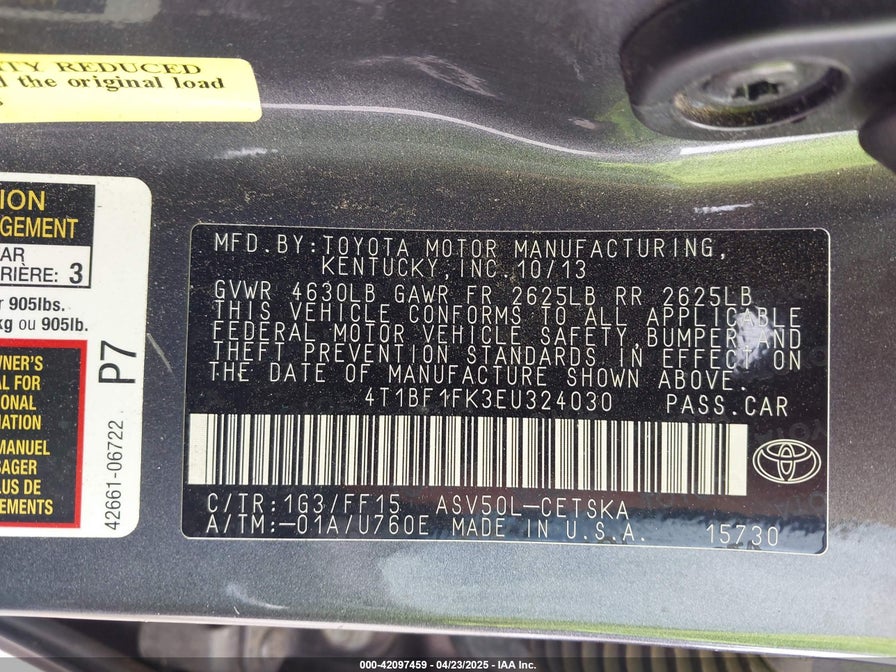 TY REDUCED
the original load
ION
AGEMENT
AR
RIÈRE: 3
905lbs.
kg ou 905lb.
P7
WNER'S
AL FOR
ONAL
MATION
MANUEL
SAGER
LUS DE
EMENTS
42661-06722
MFD.BY:TOYOTA MOTOR MANUFACTURING,
KENTUCKY,INC.10/13
GVWR 4630LB GAWR FR 2625LB RR 2625LB
THIS VEHICLE CONFORMS TO ALL APPLICABLE
FEDERAL MOTOR VEHICLE SAFETY,BUMPER,AND
THEFT PREVENTION STANDARDS IN EFFECT ON
THE DATE OF MANUFACTURE SHOWN ABOVE.
4T1BF1FK3EU324030 PASS.CAR
C/TR:1G3/FF15 ASV50L-CETSKA
A/TM:-01A/U760E MADE IN U.S.A. 15730
000-42097459 - 04/23/2025 - IAA Inc.